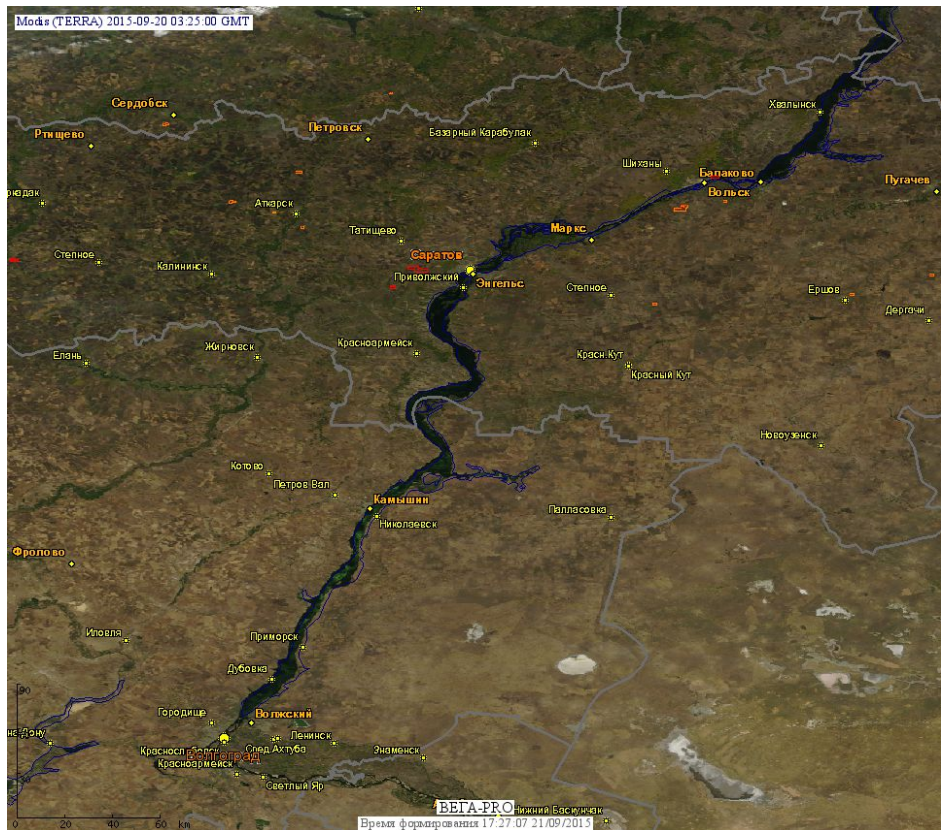 Modis (TERRA) 2015-09-20 03:25:00 GMT
Сердобск
Хвалынск
Ртищево
Петровск
Базарный Карабулак
Шиханы
Балаково
Вольск
Пугачев
Аткарск
Маркс
Татищево
Степное
Калининск
Саратов
Приволжский
Энгельс
Степное
Ершов
Дергачи
Красноармейск
Жирновск
Елань
Красн.Кут
Красный Кут
Новоузенск
Котово
Петров Вал
Камышин
Николаевск
Палласовка
Фролово
Иловля
Приморск
Дубовка
90
Городище
Волжский
Ленинск
Сред.Ахтуба
Знаменск
Волгоград
Красноармейск
Светлый Яр
ВЕГА-PRO
Нижний Баскунчак
0 20 40 60 km
Время формирования 17:27:07 21/09/2015